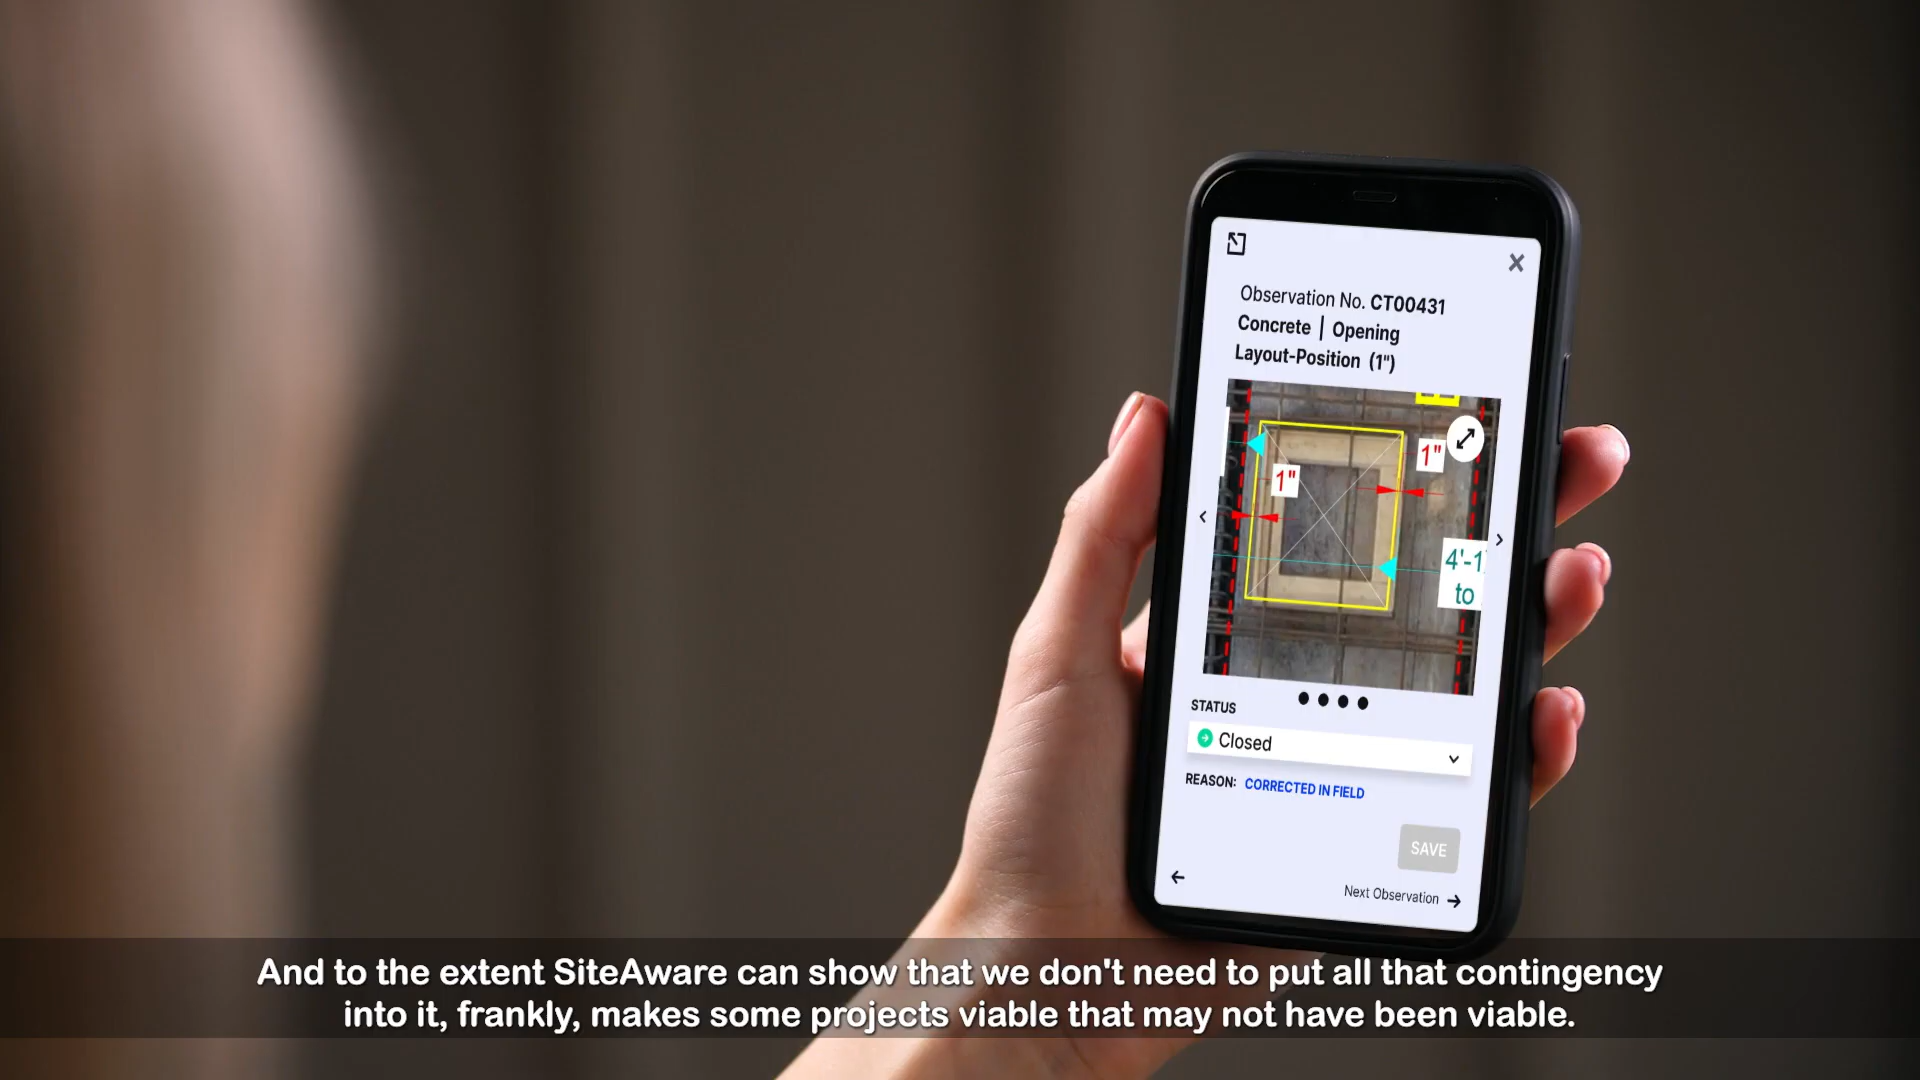 Observation No. CT00431
Concrete | Opening
Layout-Position (1")
1"
1"
4'-1
to
STATUS
Closed
REASON: CORRECTED IN FIELD
SAVE
Next Observation
And to the extent SiteAware can show that we don't need to put all that contingency
into it, frankly, makes some projects viable that may not have been viable.